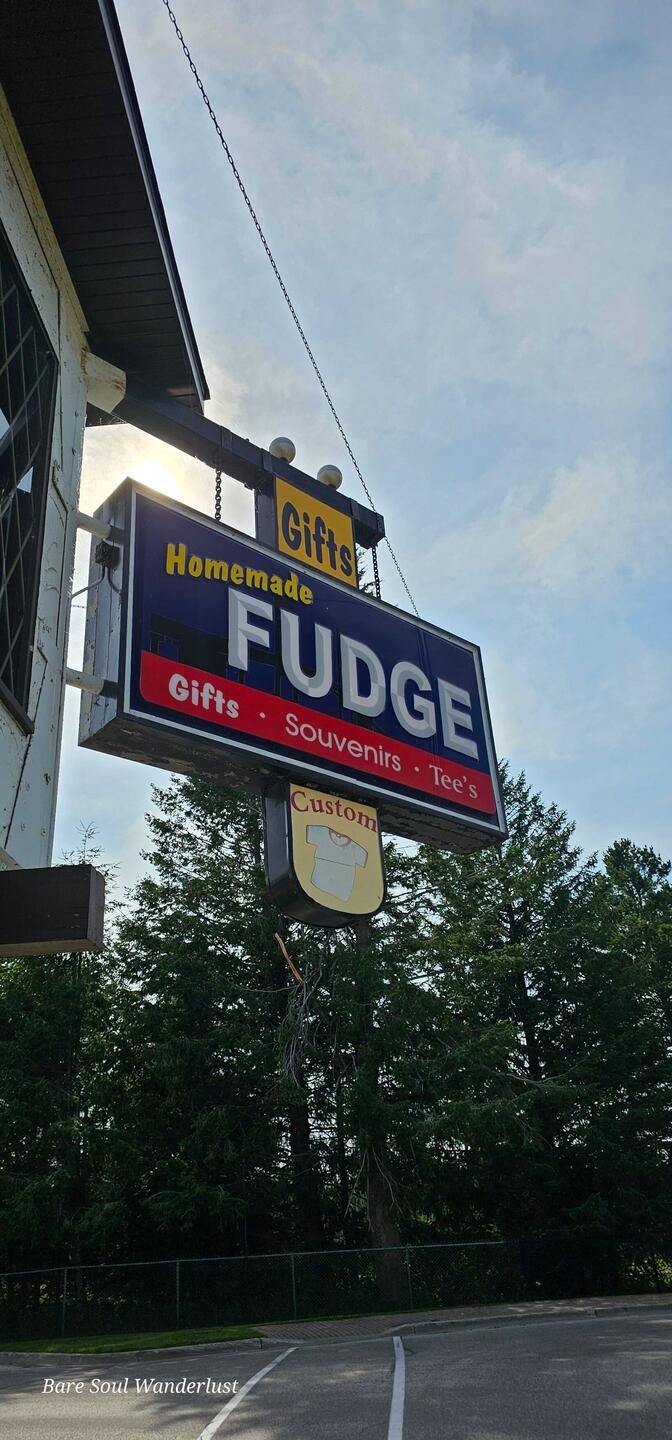 Gifts
Homemade
FUDGE
Gifts · Souvenirs · Tee's
Custom
Bare Soul Wanderlust